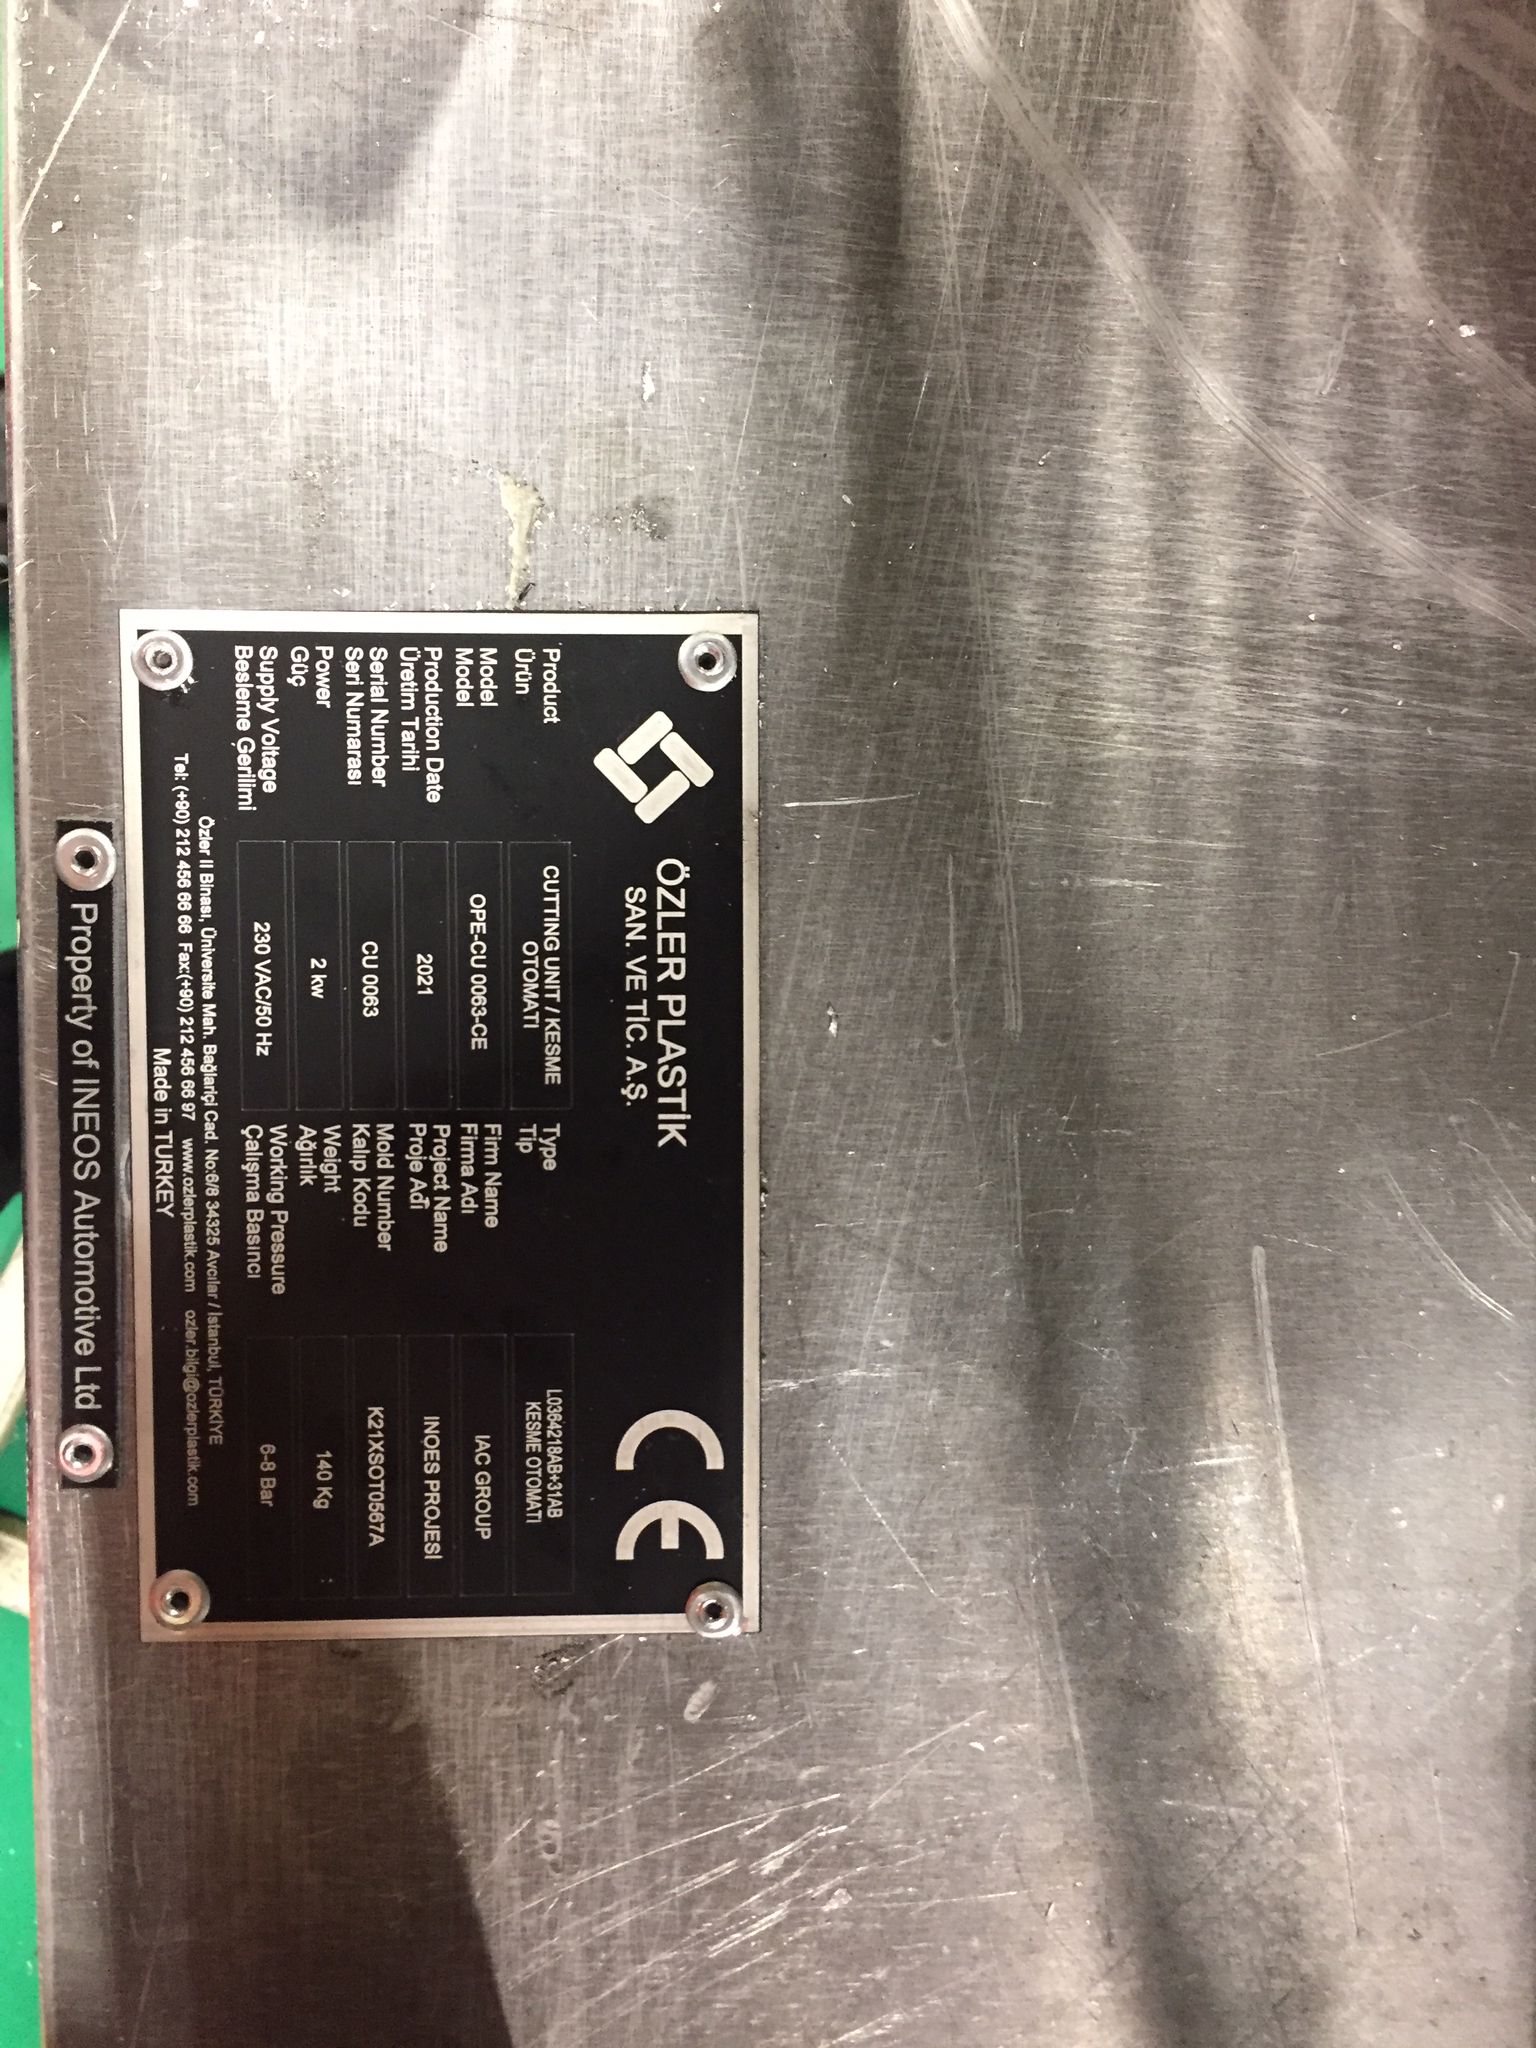 ÖZLER PLASTİK
SAN. VE TİC. A.Ş.
CE
Product
Ürün
CUTTING UNIT / KESME
OTOMATI
Type
Tip
L0364218AB+31AB
KESME OTOMATI
Model
Model
OPE-CU 0063-CE
Firm Name
Firma Adı
IAC GROUP
Production Date
Üretim Tarihi
2021
Project Name
Proje Adı
INOES PROJESİ
Serial Number
Seri Numarası
CU 0063
Mold Number
Kalıp Kodu
K21XSOT0567A
Power
Güç
2 kw
Weight
Ağırlık
140 Kg
Supply Voltage
Besleme Gerilimi
230 VAC/50 Hz
Working Pressure
Çalışma Basıncı
6-8 Bar
Özler II Binası, Üniversite Mah. Bağlariçi Cad. No:6/8 34325 Avcılar / İstanbul, TÜRKİYE
Tel: (+90) 212 456 66 66 Fax:(+90) 212 456 66 97 www.ozlerplastik.com ozler.bilgi@ozlerplastik.com
Made in TURKEY
Property of INEOS Automotive Ltd